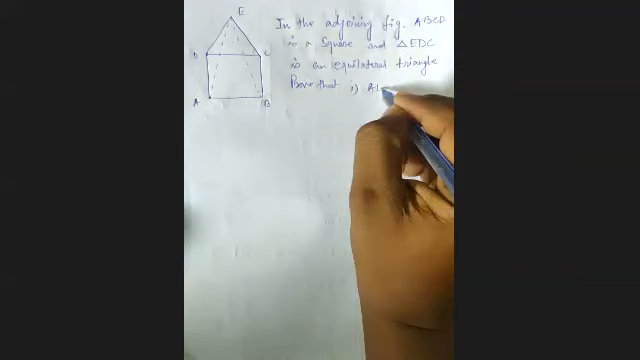 E
D
C
A
B
In the adjoining fig. ABCD
is a Square and △EDC
is an equilateral triangle
Prove that i)